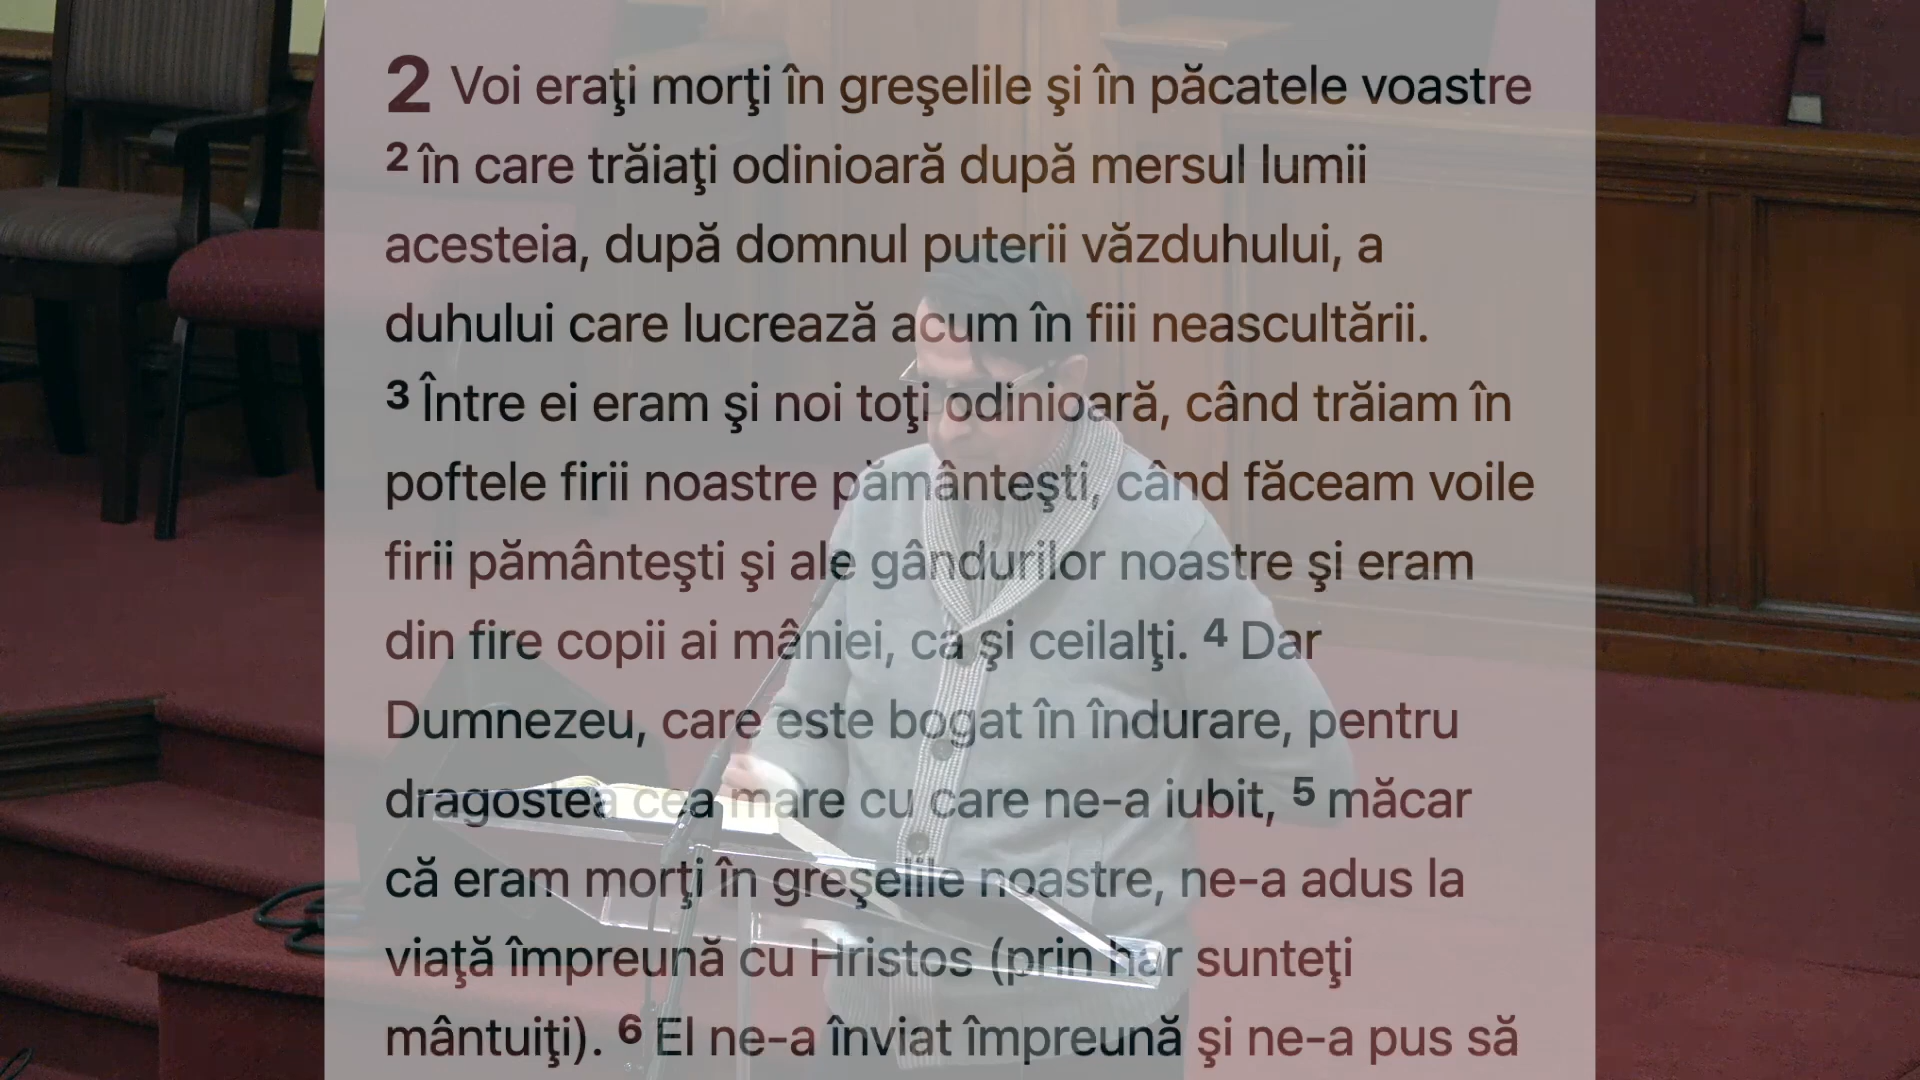 2 Voi eraţi morţi în greşelile şi în păcatele voastre
2 în care trăiaţi odinioară după mersul lumii
acesteia, după domnul puterii văzduhului, a
duhului care lucrează acum în fiii neascultării.
3 Între ei eram şi noi toţi odinioară, când trăiam în
poftele firii noastre pământeşti, când făceam voile
firii pământeşti şi ale gândurilor noastre şi eram
din fire copii ai mâniei, ca şi ceilalţi. 4 Dar
Dumnezeu, care este bogat în îndurare, pentru
dragostea cea mare cu care ne-a iubit, 5 măcar
că eram morţi în greşelile noastre, ne-a adus la
viaţă împreună cu Hristos (prin har sunteţi
mântuiţi). 6 El ne-a înviat împreună şi ne-a pus să